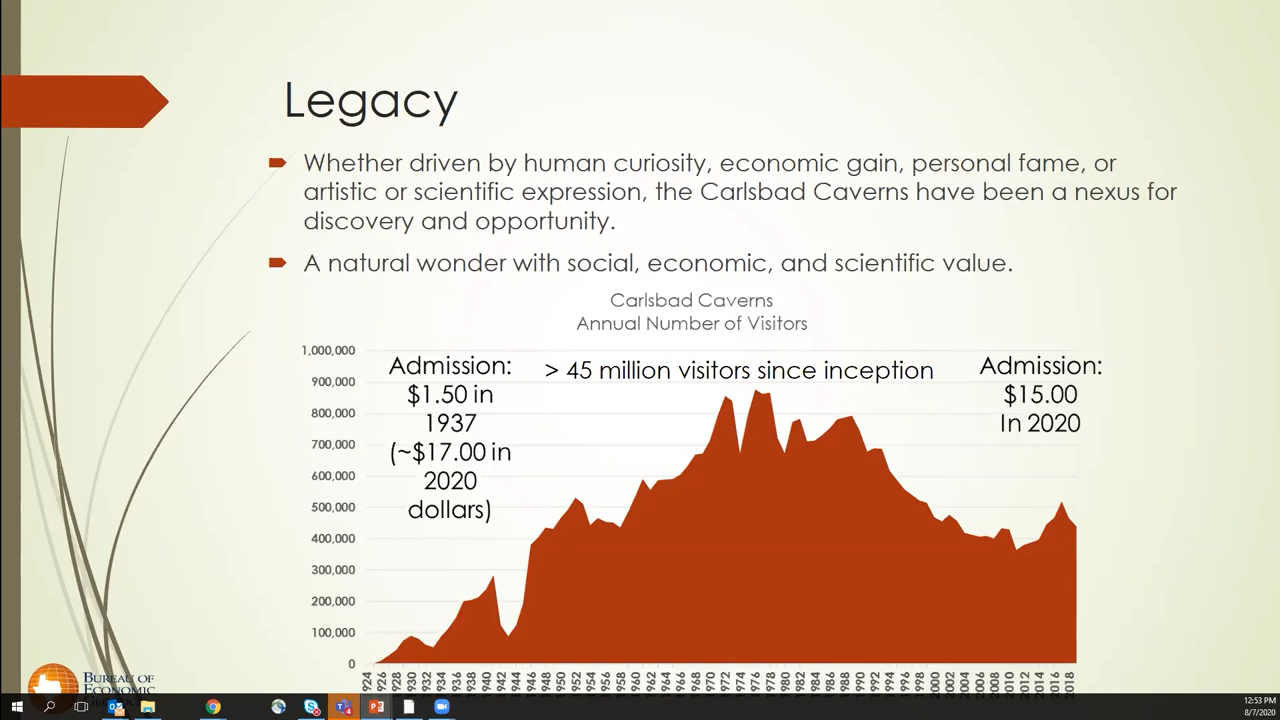 Legacy
Whether driven by human curiosity, economic gain, personal fame, or
artistic or scientific expression, the Carlsbad Caverns have been a nexus for
discovery and opportunity.
A natural wonder with social, economic, and scientific value.
Carlsbad Caverns
Annual Number of Visitors
Admission:
$1.50 in
1937
(~$17.00 in
2020
dollars)
> 45 million visitors since inception
Admission:
$15.00
In 2020
1,000,000
900,000
800,000
700,000
600,000
500,000
400,000
300,000
200,000
100,000
0
1924 1926 1928 1930 1932 1934 1936 1938 1940 1942 1944 1946 1948 1950 1952 1954 1956 1958 1960 1962 1964 1966 1968 1970 1972 1974 1976 1978 1980 1982 1984 1986 1988 1990 1992 1994 1996 1998 2000 2002 2004 2006 2008 2010 2012 2014 2016 2018
BUREAU OF
ECONOMIC
12:53 PM
8/7/2020